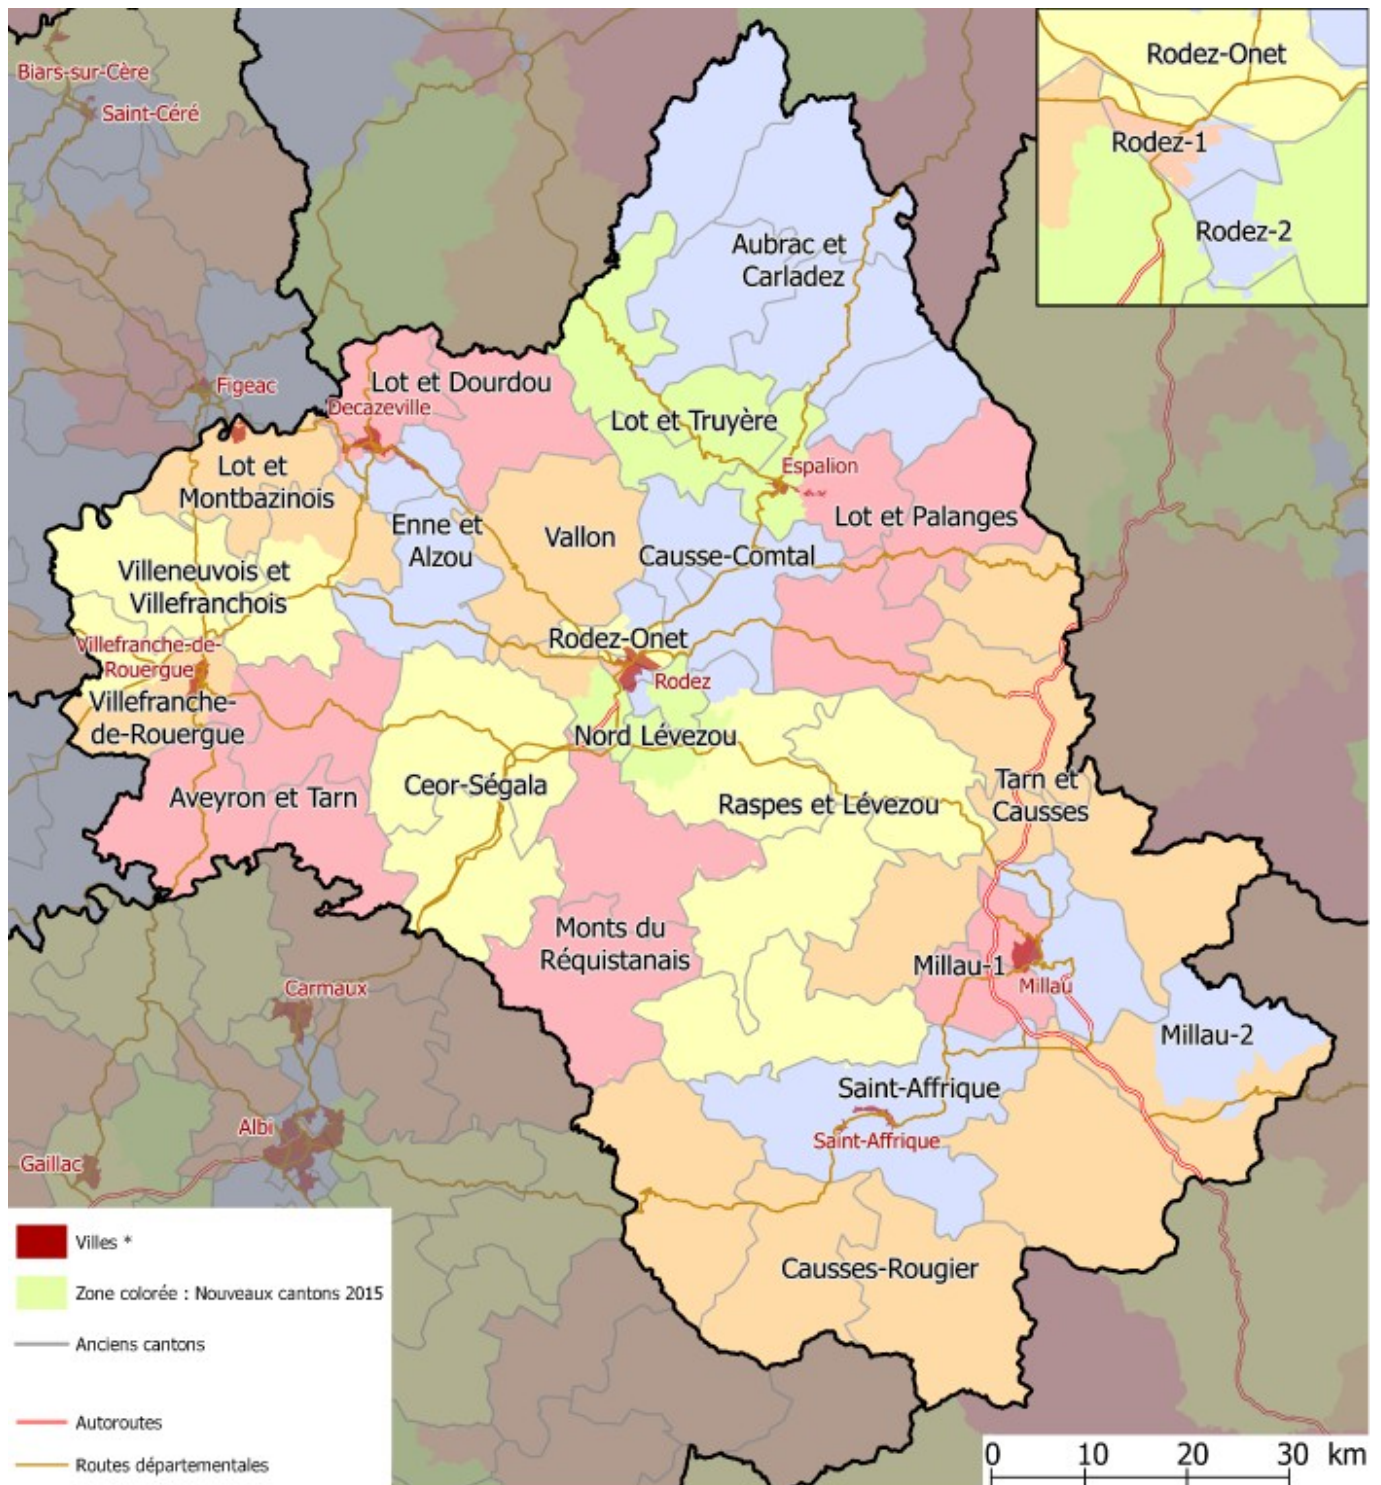 Biars-sur-Cère
Saint-Céré
Rodez-Onet
Rodez-1
Rodez-2
Aubrac et
Carladez
Figeac
Lot et Dourdou
Decazeville
Lot et Truyère
Lot et
Montbazinois
Espalion
Enne et
Alzou
Vallon
Lot et Palanges
Causse-Comtal
Villeneuvois et
Villefranchois
Rodez-Onet
Villefranche-de-
Rouergue
Rodez
Villefranche-
de-Rouergue
Nord Lévezou
Ceor-Ségala
Aveyron et Tarn
Raspes et Lévezou
Tarn et
Causses
Monts du
Réquistanais
Millau-1
Millau
Carmaux
Millau-2
Saint-Affrique
Saint-Affrique
Albi
Gaillac
Causses-Rougier
Villes *
Zone colorée : Nouveaux cantons 2015
Anciens cantons
Autoroutes
Routes départementales
0 10 20 30 km